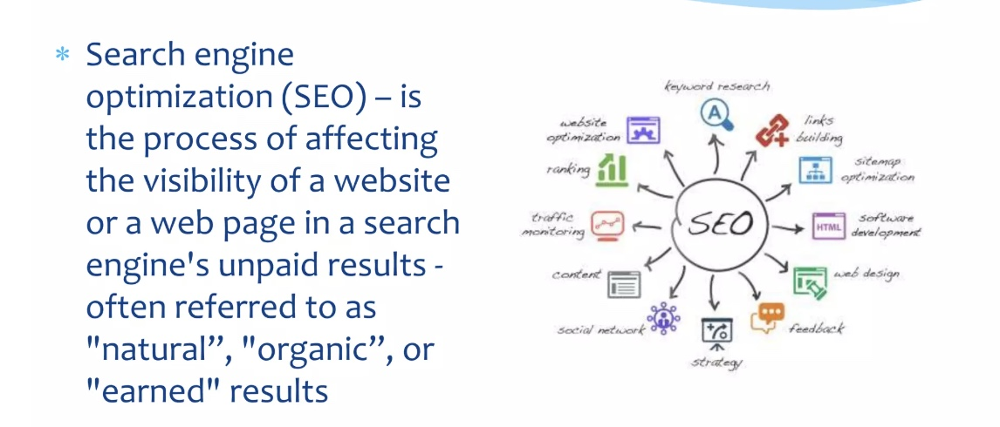 * Search engine
optimization (SEO) – is
the process of affecting
the visibility of a website
or a web page in a search
engine's unpaid results -
often referred to as
"natural”, "organic”, or
"earned" results
keyword research
website
optimization
links
building
ranking
sitemap
optimization
traffic
monitoring
SEO
software
development
HTML
content
web design
social network
feedback
strategy
A